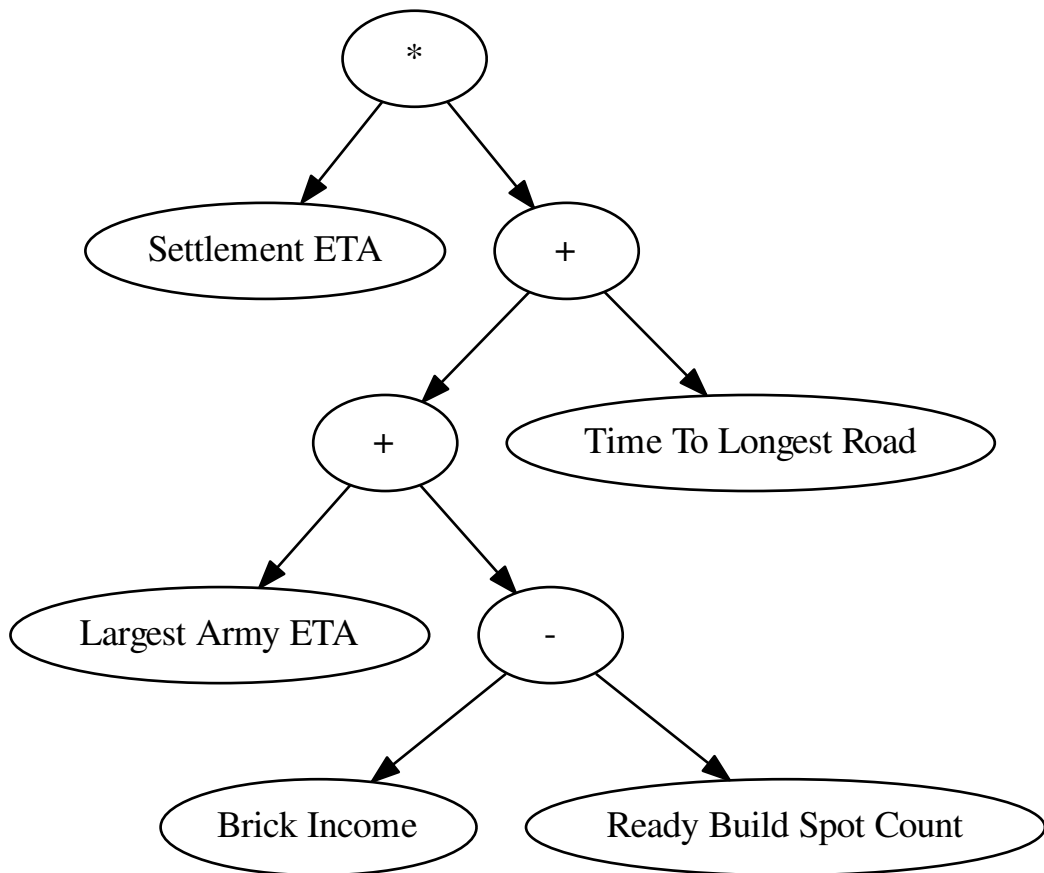 *
Settlement ETA
+
+
Time To Longest Road
Largest Army ETA
-
Brick Income
Ready Build Spot Count